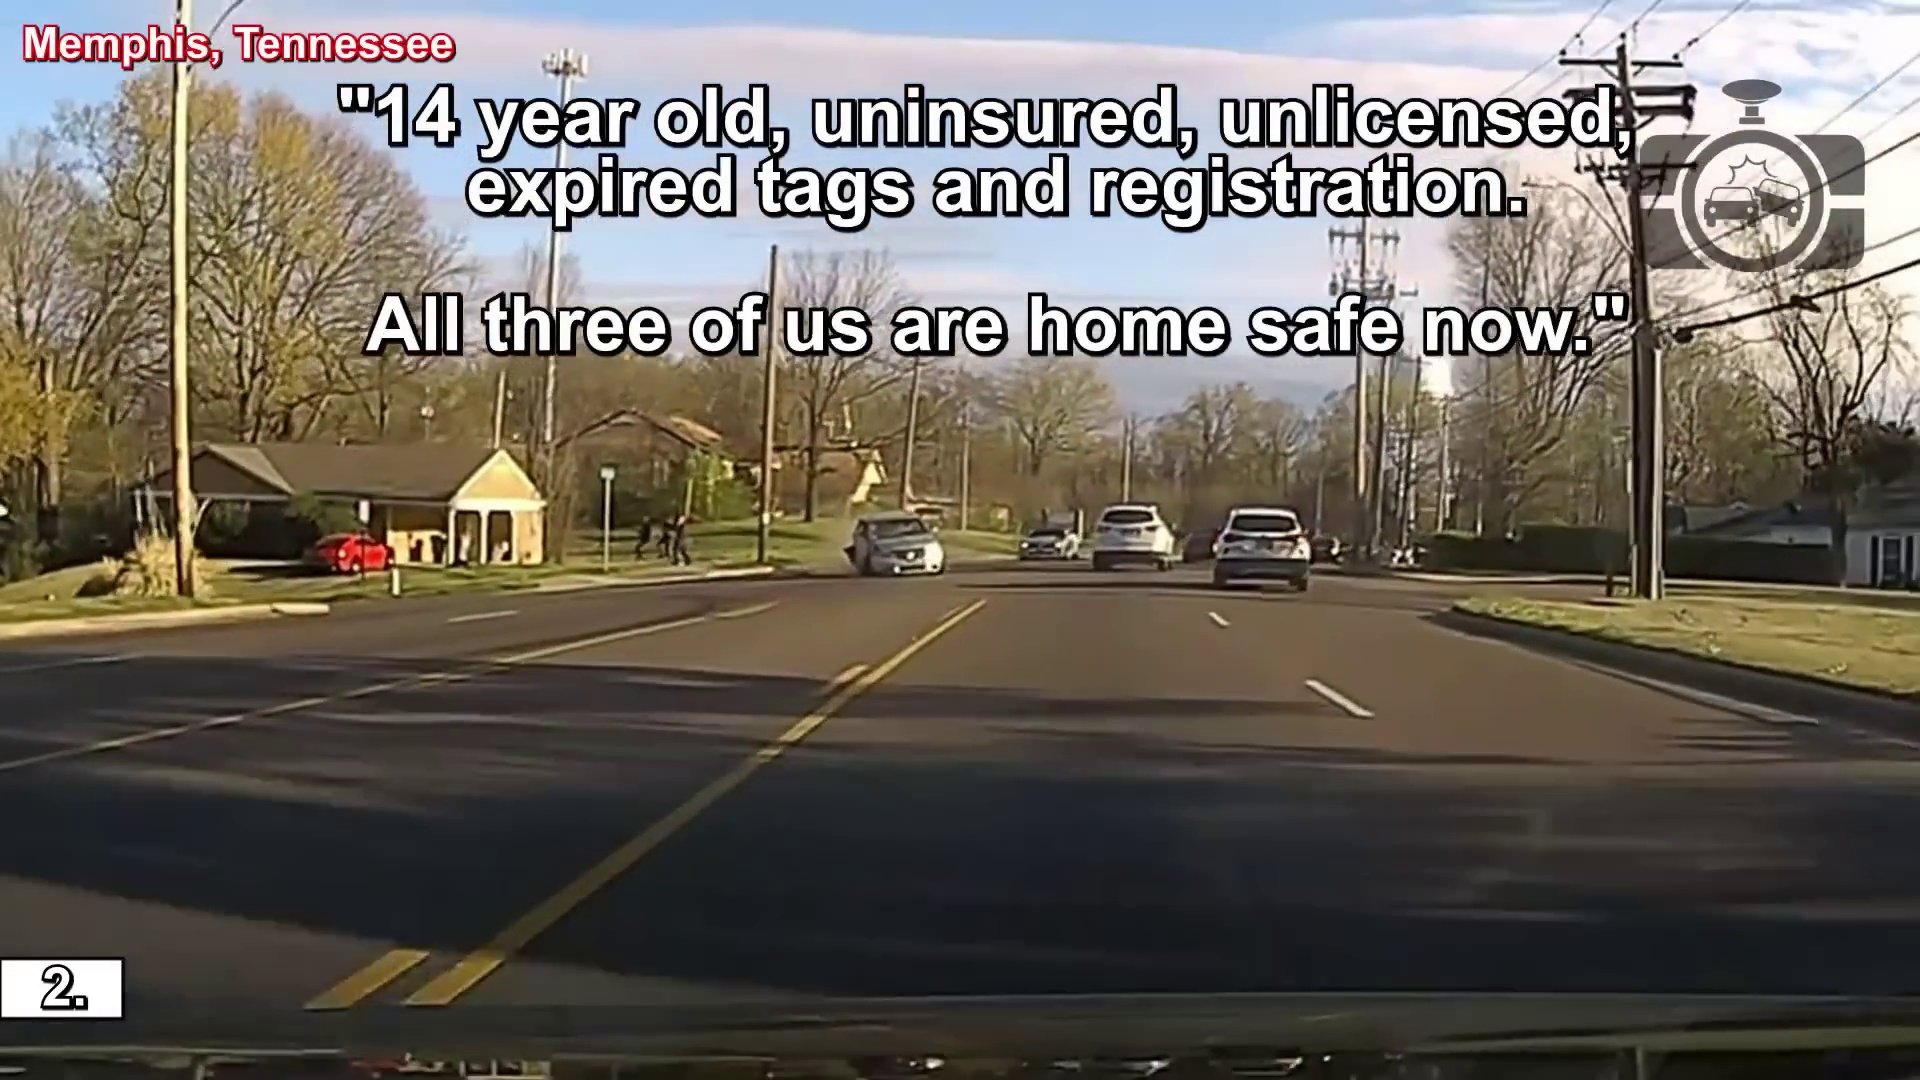 Memphis, Tennessee
"14 year old, uninsured, unlicensed,
expired tags and registration.
All three of us are home safe now."
2.